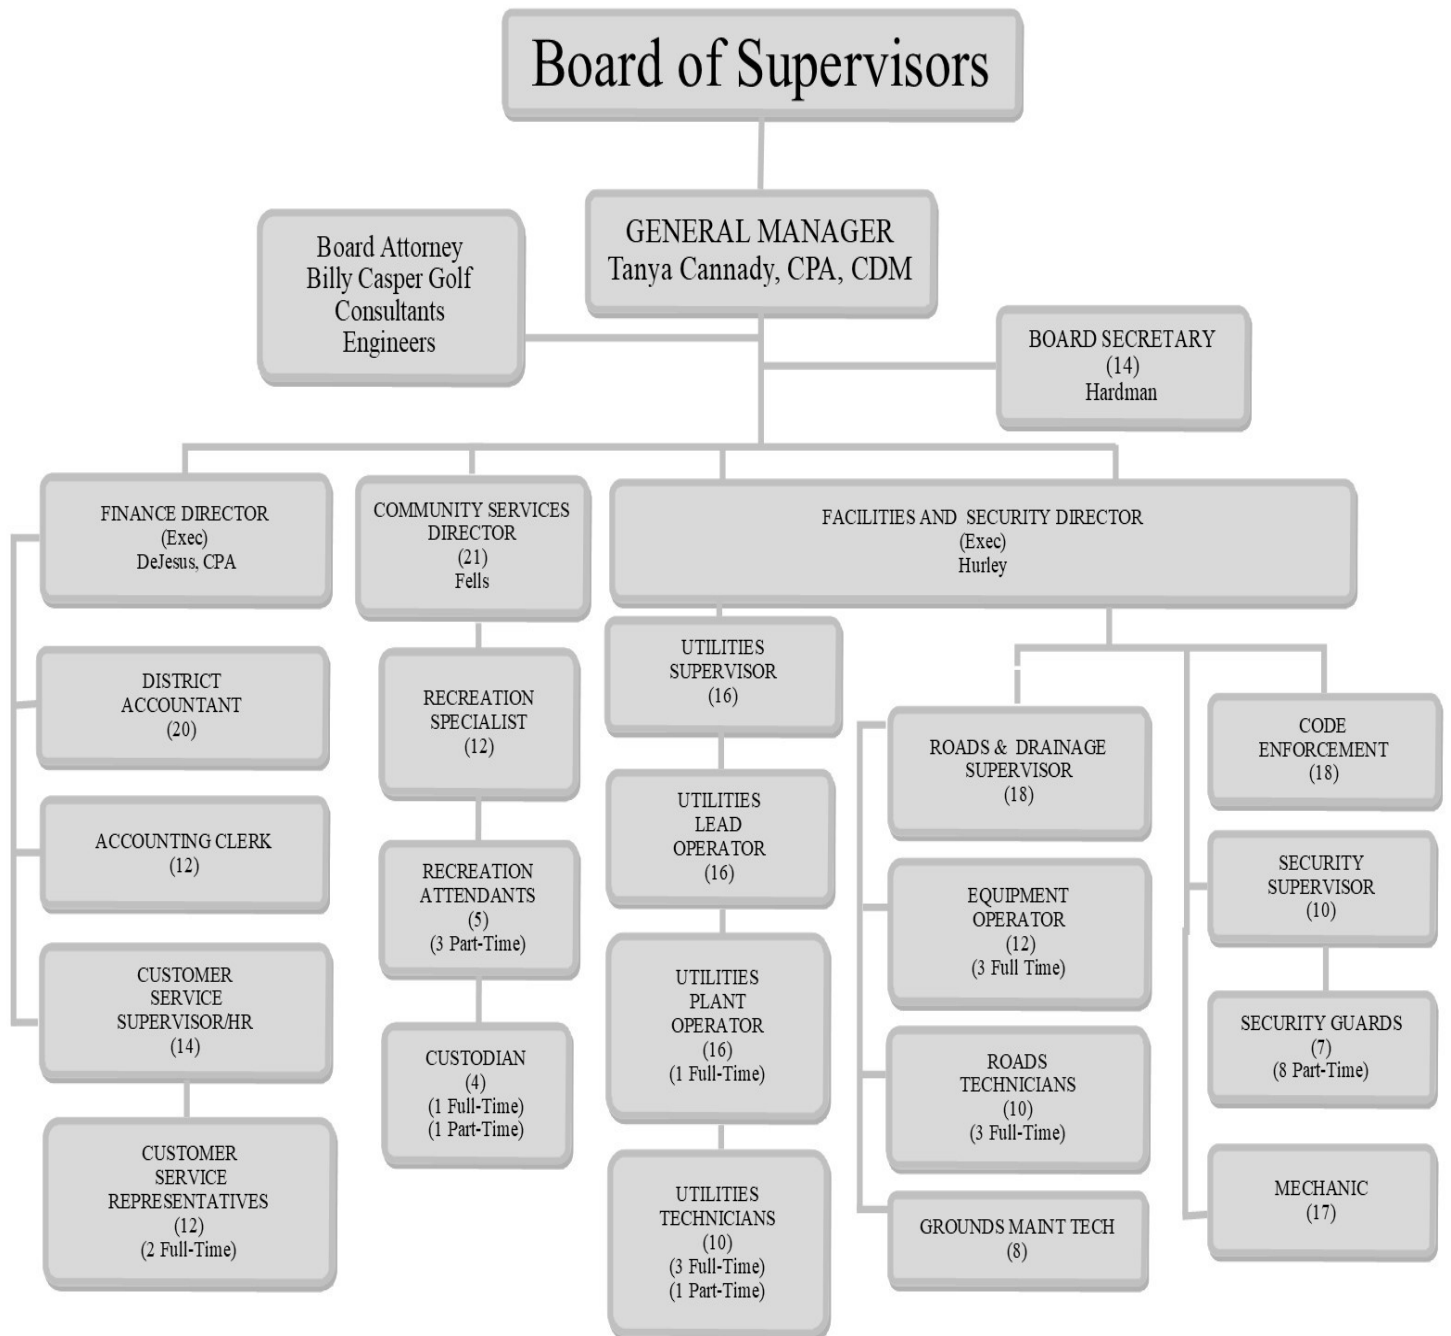 Board of Supervisors
GENERAL MANAGER
Tanya Cannady, CPA, CDM
Board Attorney
Billy Casper Golf
Consultants
Engineers
BOARD SECRETARY
(14)
Hardman
FINANCE DIRECTOR
(Exec)
DeJesus, CPA
DISTRICT
ACCOUNTANT
(20)
ACCOUNTING CLERK
(12)
CUSTOMER
SERVICE
SUPERVISOR/HR
(14)
CUSTOMER
SERVICE
REPRESENTATIVES
(12)
(2 Full-Time)
COMMUNITY SERVICES
DIRECTOR
(21)
Fells
RECREATION
SPECIALIST
(12)
RECREATION
ATTENDANTS
(5)
(3 Part-Time)
CUSTODIAN
(4)
(1 Full-Time)
(1 Part-Time)
FACILITIES AND SECURITY DIRECTOR
(Exec)
Hurley
UTILITIES
SUPERVISOR
(16)
UTILITIES
LEAD
OPERATOR
(16)
UTILITIES
PLANT
OPERATOR
(16)
(1 Full-Time)
UTILITIES
TECHNICIANS
(10)
(3 Full-Time)
(1 Part-Time)
ROADS & DRAINAGE
SUPERVISOR
(18)
EQUIPMENT
OPERATOR
(12)
(3 Full Time)
ROADS
TECHNICIANS
(10)
(3 Full-Time)
GROUNDS MAINT TECH
(8)
CODE
ENFORCEMENT
(18)
SECURITY
SUPERVISOR
(10)
SECURITY GUARDS
(7)
(8 Part-Time)
MECHANIC
(17)